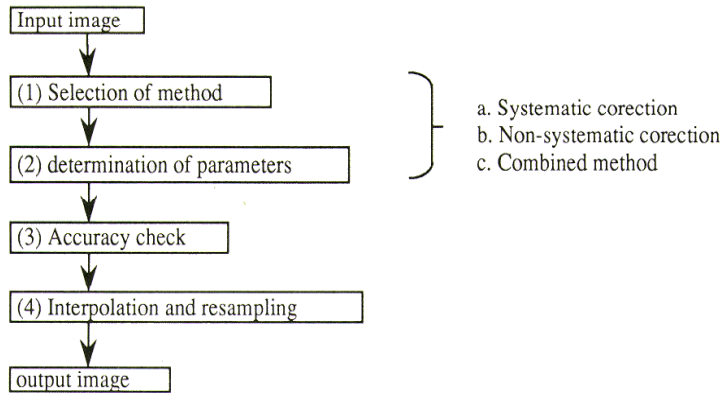 Input image
(1) Selection of method
(2) determination of parameters
(3) Accuracy check
(4) Interpolation and resampling
output image
a. Systematic corection
b. Non-systematic corection
c. Combined method